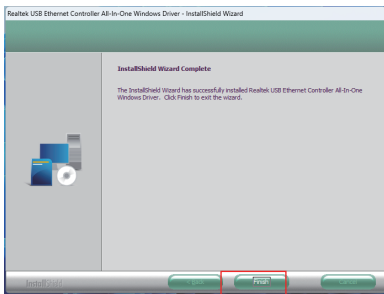 Realtek USB Ethernet Controller All-In-One Windows Driver - InstallShield Wizard
InstallShield Wizard Complete
The InstallShield Wizard has successfully installed Realtek USB Ethernet Controller All-In-One
Windows Driver. Click Finish to exit the wizard.
InstallShield
< Back
Finish
Cancel